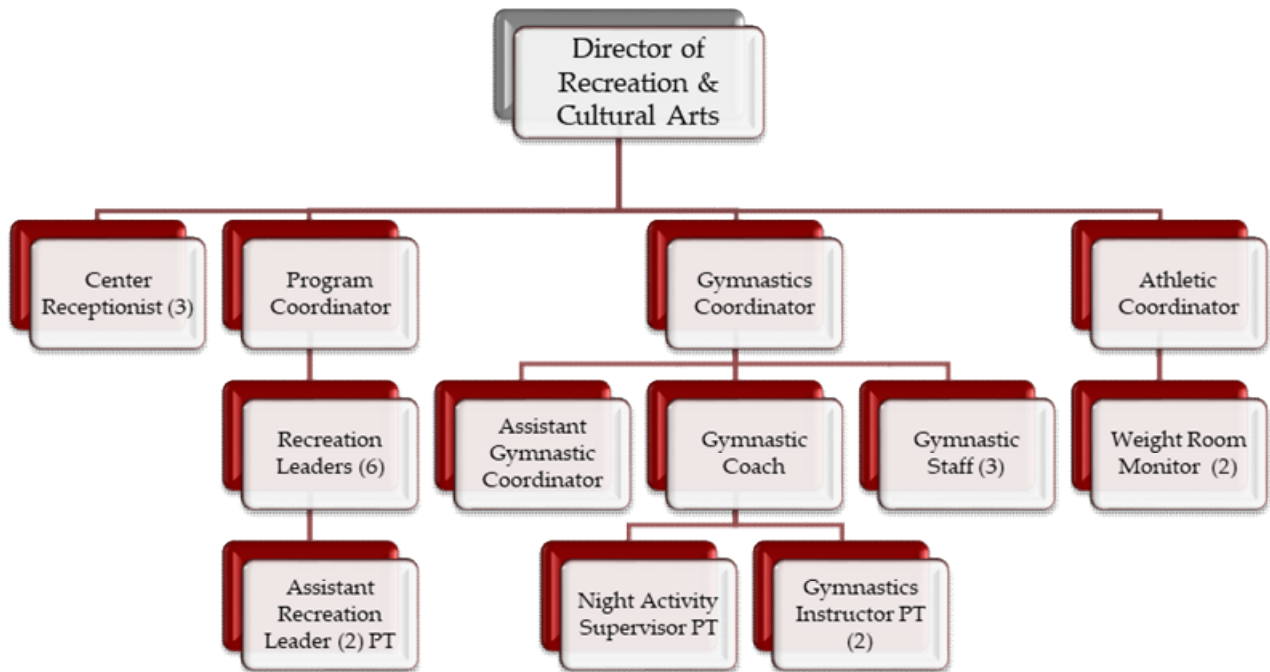 Director of
Recreation &
Cultural Arts
Center
Receptionist (3)
Program
Coordinator
Gymnastics
Coordinator
Athletic
Coordinator
Recreation
Leaders (6)
Assistant
Gymnastic
Coordinator
Gymnastic
Coach
Gymnastic
Staff (3)
Weight Room
Monitor (2)
Assistant
Recreation
Leader (2) PT
Night Activity
Supervisor PT
Gymnastics
Instructor PT
(2)